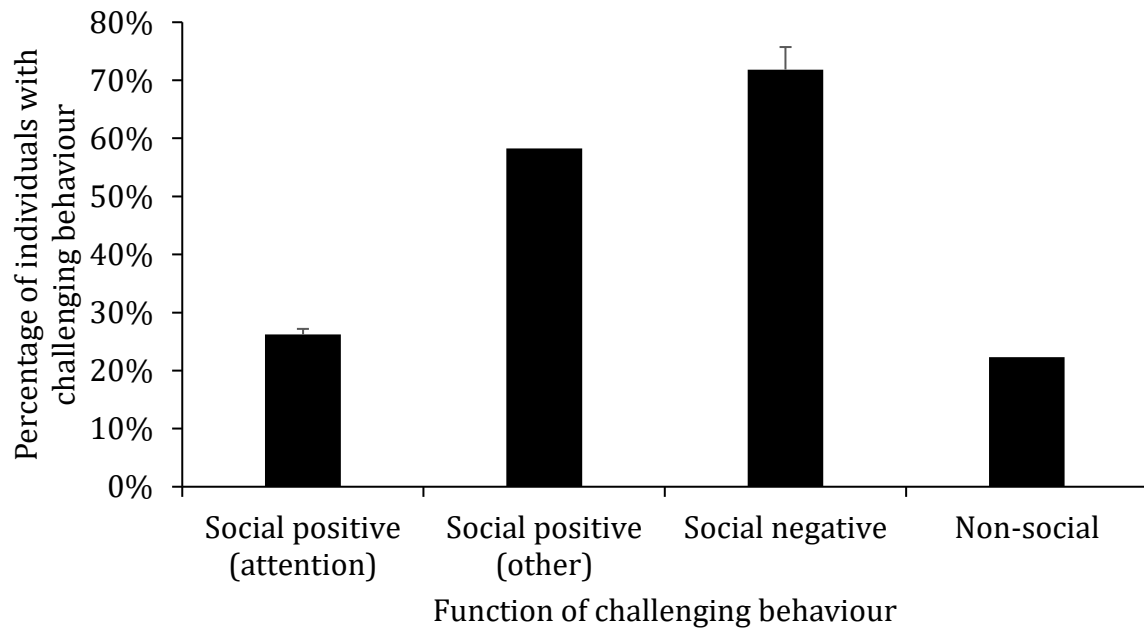 Percentage of individuals with
challenging behaviour
80%
70%
60%
50%
40%
30%
20%
10%
0%
Social positive
(attention)
Social positive
(other)
Social negative
Non-social
Function of challenging behaviour